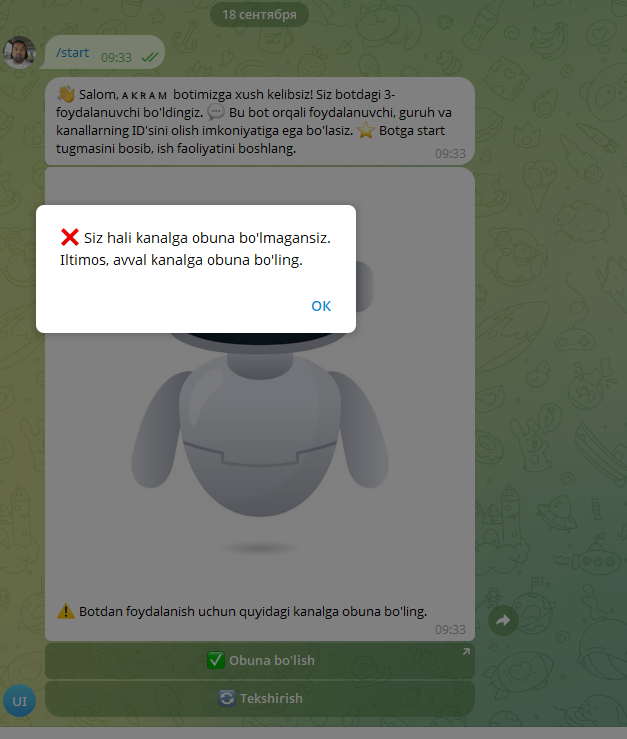 18 сентября
/start
09:33
👋 Salom, ᴀ ᴋ ʀ ᴀ ᴍ botimizga xush kelibsiz! Siz botdagi 3-
foydalanuvchi bo'ldingiz. 💬 Bu bot orqali foydalanuvchi, guruh va
kanallarning ID'sini olish imkoniyatiga ega bo'lasiz. ⭐ Botga start
tugmasini bosib, ish faoliyatini boshlang.
09:33
❌ Siz hali kanalga obuna bo'lmagansiz.
Iltimos, avval kanalga obuna bo'ling.
OK
⚠️ Botdan foydalanish uchun quyidagi kanalga obuna bo'ling.
09:33
✅ Obuna bo'lish
🔄 Tekshirish
UI